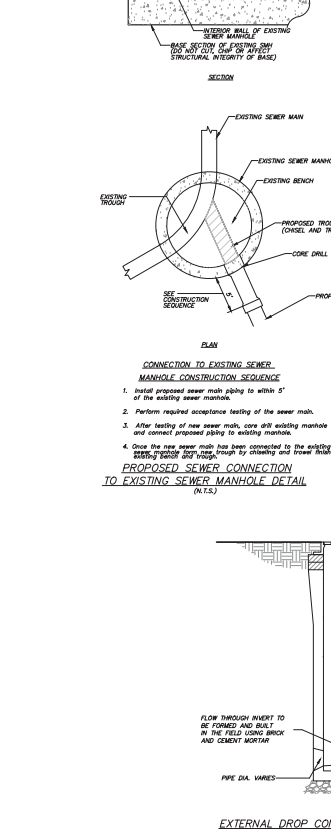 INTERIOR WALL OF EXISTING
SEWER MANHOLE
BASE SECTION OF EXISTING SMH
(DO NOT CUT, CHIP OR AFFECT
STRUCTURAL INTEGRITY OF BASE)
SECTION
EXISTING SEWER MAIN
EXISTING SEWER
EXISTING BENCH
EXISTING
TROUGH
PROPOSED
(CHISEL AND
CORE DRILL
SEE
CONSTRUCTION
SEQUENCE
5'
PLAN
CONNECTION TO EXISTING SEWER
MANHOLE CONSTRUCTION SEQUENCE
1. Install proposed sewer main piping to within 5'
of the existing sewer manhole.
2. Perform required acceptance testing of the sewer main.
3. After testing of new sewer main, core drill existing manhole
and connect proposed piping to existing manhole.
4. Once the new sewer main has been connected to the existing
sewer manhole form new trough by chiseling and trowel finish
existing bench and trough.
PROPOSED SEWER CONNECTION
TO EXISTING SEWER MANHOLE DETAIL
(N.T.S.)
FLOW THROUGH INVERT TO
BE FORMED AND BUILT
IN THE FIELD USING BRICK
AND CEMENT MORTAR
PIPE DIA. VARIES
EXTERNAL DROP